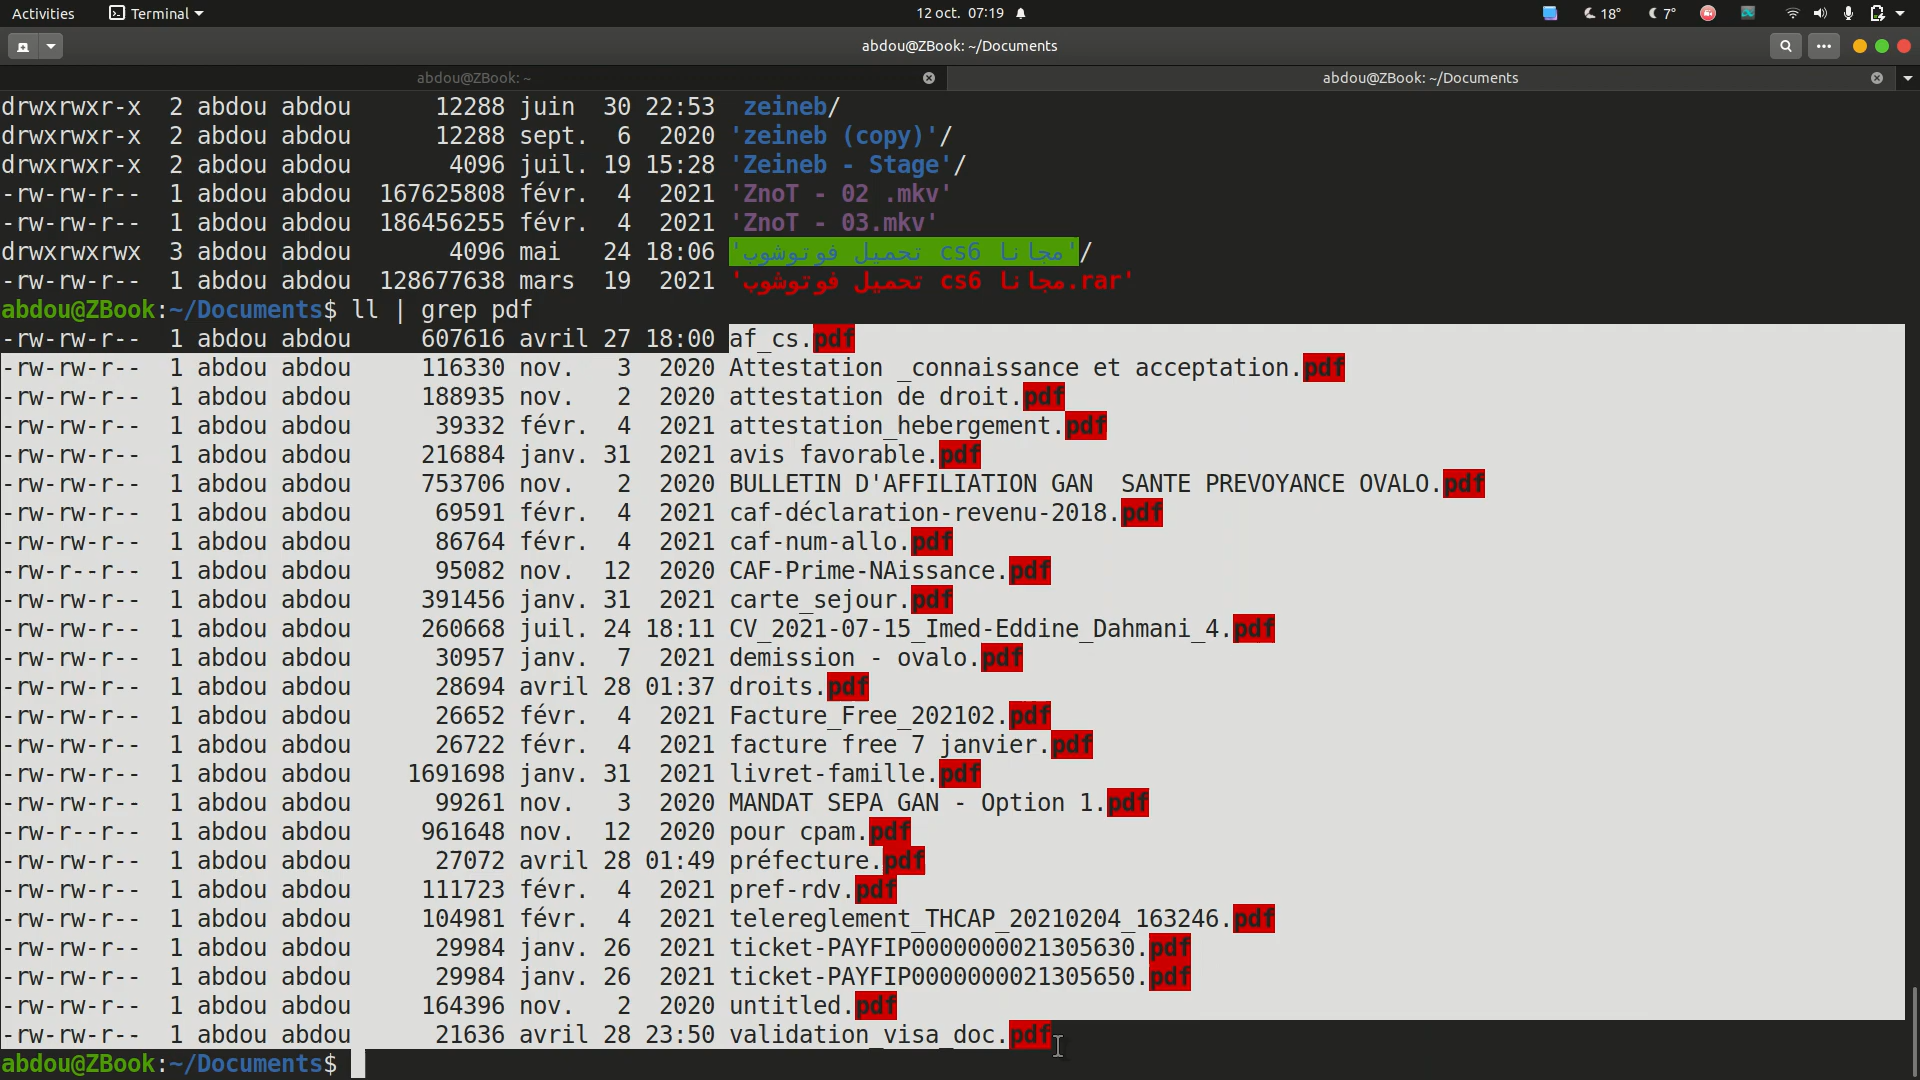 Activities Terminal 12 oct. 07:19 18° 7°
abdou@ZBook: ~/Documents
abdou@ZBook: ~ abdou@ZBook: ~/Documents
drwxrwxr-x 2 abdou abdou 12288 juin 30 22:53 zeineb/
drwxrwxr-x 2 abdou abdou 12288 sept. 6 2020 'zeineb (copy)'/
drwxrwxr-x 2 abdou abdou 4096 juil. 19 15:28 'Zeineb - Stage'/
-rw-rw-r-- 1 abdou abdou 167625808 févr. 4 2021 'ZnoT - 02 .mkv'
-rw-rw-r-- 1 abdou abdou 186456255 févr. 4 2021 'ZnoT - 03.mkv'
drwxrwxrwx 3 abdou abdou 4096 mai 24 18:06 'تحميل فوتوشوب cs6 مجانا'/
-rw-rw-r-- 1 abdou abdou 128677638 mars 19 2021 'تحميل فوتوشوب cs6 مجانا.rar'
abdou@ZBook:~/Documents$ ll | grep pdf
-rw-rw-r-- 1 abdou abdou 607616 avril 27 18:00 af_cs.pdf
-rw-rw-r-- 1 abdou abdou 116330 nov. 3 2020 Attestation _connaissance et acceptation.pdf
-rw-rw-r-- 1 abdou abdou 188935 nov. 2 2020 attestation de droit.pdf
-rw-rw-r-- 1 abdou abdou 39332 févr. 4 2021 attestation_hebergement.pdf
-rw-rw-r-- 1 abdou abdou 216884 janv. 31 2021 avis favorable.pdf
-rw-rw-r-- 1 abdou abdou 753706 nov. 2 2020 BULLETIN D'AFFILIATION GAN  SANTE PREVOYANCE OVALO.pdf
-rw-rw-r-- 1 abdou abdou 69591 févr. 4 2021 caf-déclaration-revenu-2018.pdf
-rw-rw-r-- 1 abdou abdou 86764 févr. 4 2021 caf-num-allo.pdf
-rw-r--r-- 1 abdou abdou 95082 nov. 12 2020 CAF-Prime-NAissance.pdf
-rw-rw-r-- 1 abdou abdou 391456 janv. 31 2021 carte_sejour.pdf
-rw-rw-r-- 1 abdou abdou 260668 juil. 24 18:11 CV_2021-07-15_Imed-Eddine_Dahmani_4.pdf
-rw-rw-r-- 1 abdou abdou 30957 janv. 7 2021 demission - ovalo.pdf
-rw-rw-r-- 1 abdou abdou 28694 avril 28 01:37 droits.pdf
-rw-rw-r-- 1 abdou abdou 26652 févr. 4 2021 Facture_Free_202102.pdf
-rw-rw-r-- 1 abdou abdou 26722 févr. 4 2021 facture free 7 janvier.pdf
-rw-rw-r-- 1 abdou abdou 1691698 janv. 31 2021 livret-famille.pdf
-rw-rw-r-- 1 abdou abdou 99261 nov. 3 2020 MANDAT SEPA GAN - Option 1.pdf
-rw-r--r-- 1 abdou abdou 961648 nov. 12 2020 pour cpam.pdf
-rw-rw-r-- 1 abdou abdou 27072 avril 28 01:49 préfecture.pdf
-rw-rw-r-- 1 abdou abdou 111723 févr. 4 2021 pref-rdv.pdf
-rw-rw-r-- 1 abdou abdou 104981 févr. 4 2021 telereglement_THCAP_20210204_163246.pdf
-rw-rw-r-- 1 abdou abdou 29984 janv. 26 2021 ticket-PAYFIP0000000021305630.pdf
-rw-rw-r-- 1 abdou abdou 29984 janv. 26 2021 ticket-PAYFIP0000000021305650.pdf
-rw-rw-r-- 1 abdou abdou 164396 nov. 2 2020 untitled.pdf
-rw-rw-r-- 1 abdou abdou 21636 avril 28 23:50 validation_visa_doc.pdf
abdou@ZBook:~/Documents$